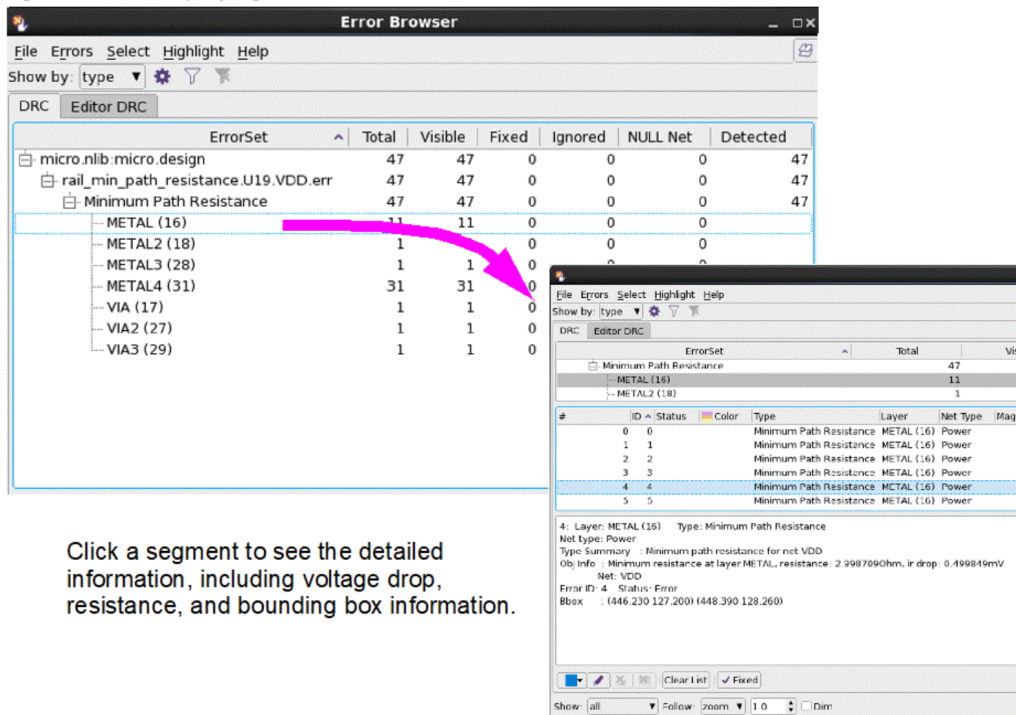 Error Browser
File Errors Select Highlight Help
Show by: type
DRC Editor DRC
ErrorSet Total Visible Fixed Ignored NULL Net Detected
micro.nlib:micro.design 47 47 0 0 0 47
rail_min_path_resistance.U19.VDD.err 47 47 0 0 0 47
Minimum Path Resistance 47 47 0 0 0 47
METAL (16) 11 11 0 0 0
METAL2 (18) 1 0 0 0
METAL3 (28) 1 1 0 0
METAL4 (31) 31 31 0
VIA (17) 1 1 0
VIA2 (27) 1 1 0
VIA3 (29) 1 1 0
File Errors Select Highlight Help
Show by: type
DRC Editor DRC
ErrorSet Total
Minimum Path Resistance 47
METAL (16) 11
METAL2 (18) 1
# ID Status Color Type Layer Net Type
0 0 Minimum Path Resistance METAL (16) Power
1 1 Minimum Path Resistance METAL (16) Power
2 2 Minimum Path Resistance METAL (16) Power
3 3 Minimum Path Resistance METAL (16) Power
4 4 Minimum Path Resistance METAL (16) Power
5 5 Minimum Path Resistance METAL (16) Power
4: Layer: METAL (16) Type: Minimum Path Resistance
Net type: Power
Type Summary : Minimum path resistance for net VDD
Obj Info : Minimum resistance at layer METAL, resistance: 2.998709Ohm, ir drop: 0.499849mV
Net: VDD
Error ID: 4 Status: Error
Bbox : (446.230 127.200) (448.390 128.260)
Clear List Fixed
Show: all Follow: zoom 1.0 Dim
Click a segment to see the detailed
information, including voltage drop,
resistance, and bounding box information.